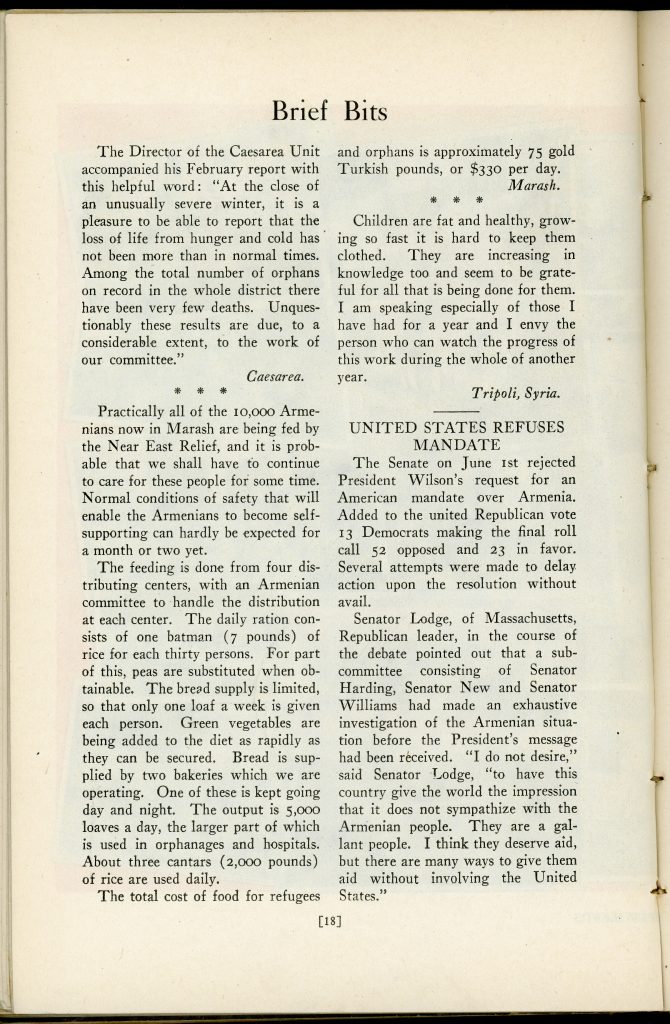 Brief Bits
The Director of the Caesarea Unit
accompanied his February report with
this helpful word: "At the close of
an unusually severe winter, it is a
pleasure to be able to report that the
loss of life from hunger and cold has
not been more than in normal times.
Among the total number of orphans
on record in the whole district there
have been very few deaths. Unques-
tionably these results are due, to a
considerable extent, to the work of
our committee."
Caesarea.
* * *
Practically all of the 10,000 Arme-
nians now in Marash are being fed by
the Near East Relief, and it is prob-
able that we shall have to continue
to care for these people for some time.
Normal conditions of safety that will
enable the Armenians to become self-
supporting can hardly be expected for
a month or two yet.
The feeding is done from four dis-
tributing centers, with an Armenian
committee to handle the distribution
at each center. The daily ration con-
sists of one batman (7 pounds) of
rice for each thirty persons. For part
of this, peas are substituted when ob-
tainable. The bread supply is limited,
so that only one loaf a week is given
each person. Green vegetables are
being added to the diet as rapidly as
they can be secured. Bread is sup-
plied by two bakeries which we are
operating. One of these is kept going
day and night. The output is 5,000
loaves a day, the larger part of which
is used in orphanages and hospitals.
About three cantars (2,000 pounds)
of rice are used daily.
The total cost of food for refugees
and orphans is approximately 75 gold
Turkish pounds, or $330 per day.
Marash.
* * *
Children are fat and healthy, grow-
ing so fast it is hard to keep them
clothed. They are increasing in
knowledge too and seem to be grate-
ful for all that is being done for them.
I am speaking especially of those I
have had for a year and I envy the
person who can watch the progress of
this work during the whole of another
year.
Tripoli, Syria.
UNITED STATES REFUSES
MANDATE
The Senate on June 1st rejected
President Wilson's request for an
American mandate over Armenia.
Added to the united Republican vote
13 Democrats making the final roll
call 52 opposed and 23 in favor.
Several attempts were made to delay
action upon the resolution without
avail.
Senator Lodge, of Massachusetts,
Republican leader, in the course of
the debate pointed out that a sub-
committee consisting of Senator
Harding, Senator New and Senator
Williams had made an exhaustive
investigation of the Armenian situa-
tion before the President's message
had been received. "I do not desire,"
said Senator Lodge, "to have this
country give the world the impression
that it does not sympathize with the
Armenian people. They are a gal-
lant people. I think they deserve aid,
but there are many ways to give them
aid without involving the United
States."
[18]